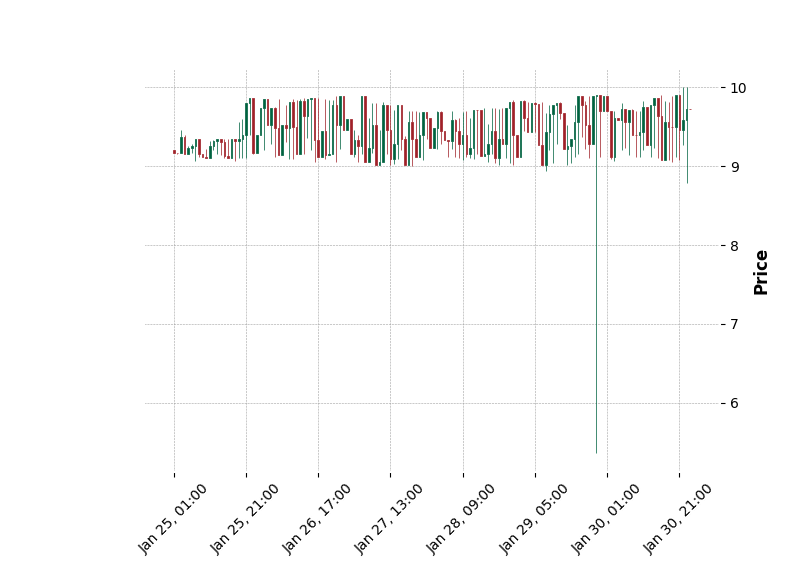 10
9
8
7
6
Price
Jan 25, 01:00
Jan 25, 21:00
Jan 26, 17:00
Jan 27, 13:00
Jan 28, 09:00
Jan 29, 05:00
Jan 30, 01:00
Jan 30, 21:00